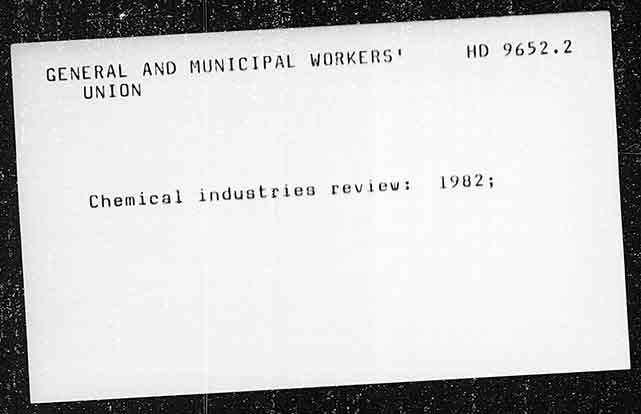 GENERAL AND MUNICIPAL WORKERS' HD 9652.2
UNION
Chemical industries review: 1982;